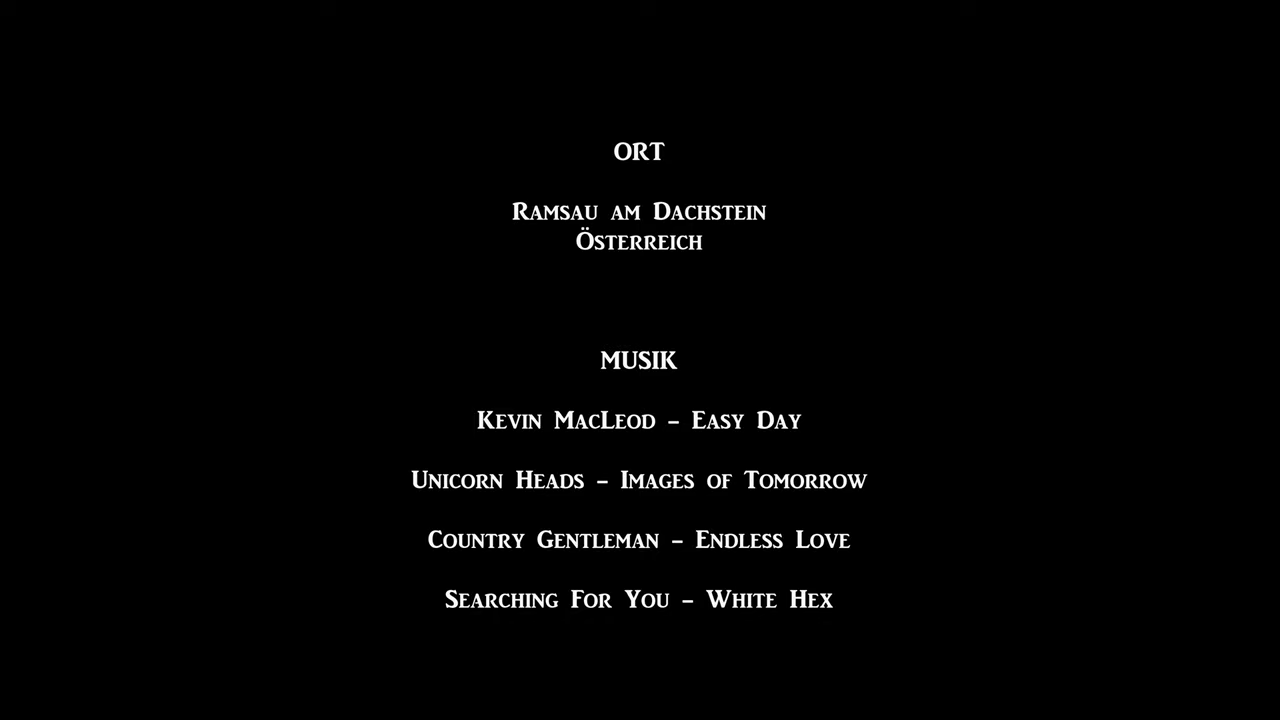 ORT
Ramsau am Dachstein
Österreich
MUSIK
Kevin MacLeod – Easy Day
Unicorn Heads – Images of Tomorrow
Country Gentleman – Endless Love
Searching For You – White Hex